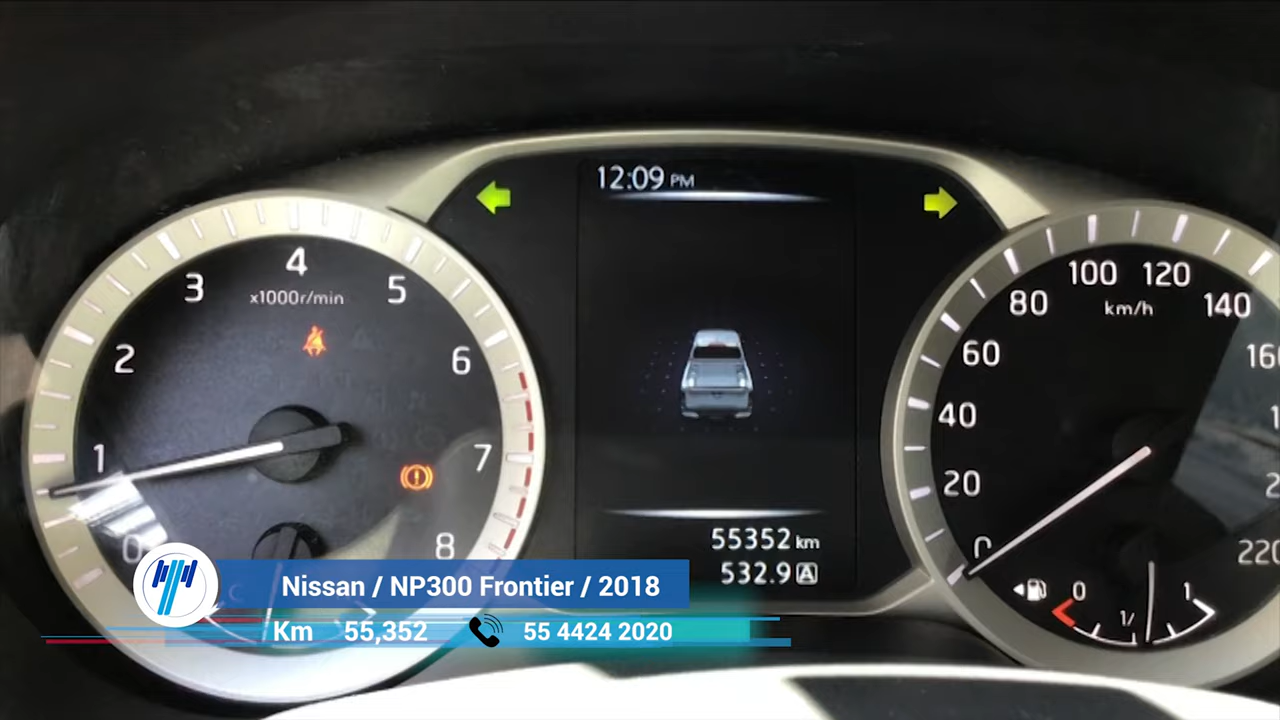 12:09 PM
4
3
5
x1000r/min
2
6
1
7
0
8
C
100
120
80
140
km/h
60
40
20
0
220
55352 km
532.9 A
0
1/
1
Nissan / NP300 Frontier / 2018
Km 55,352 55 4424 2020